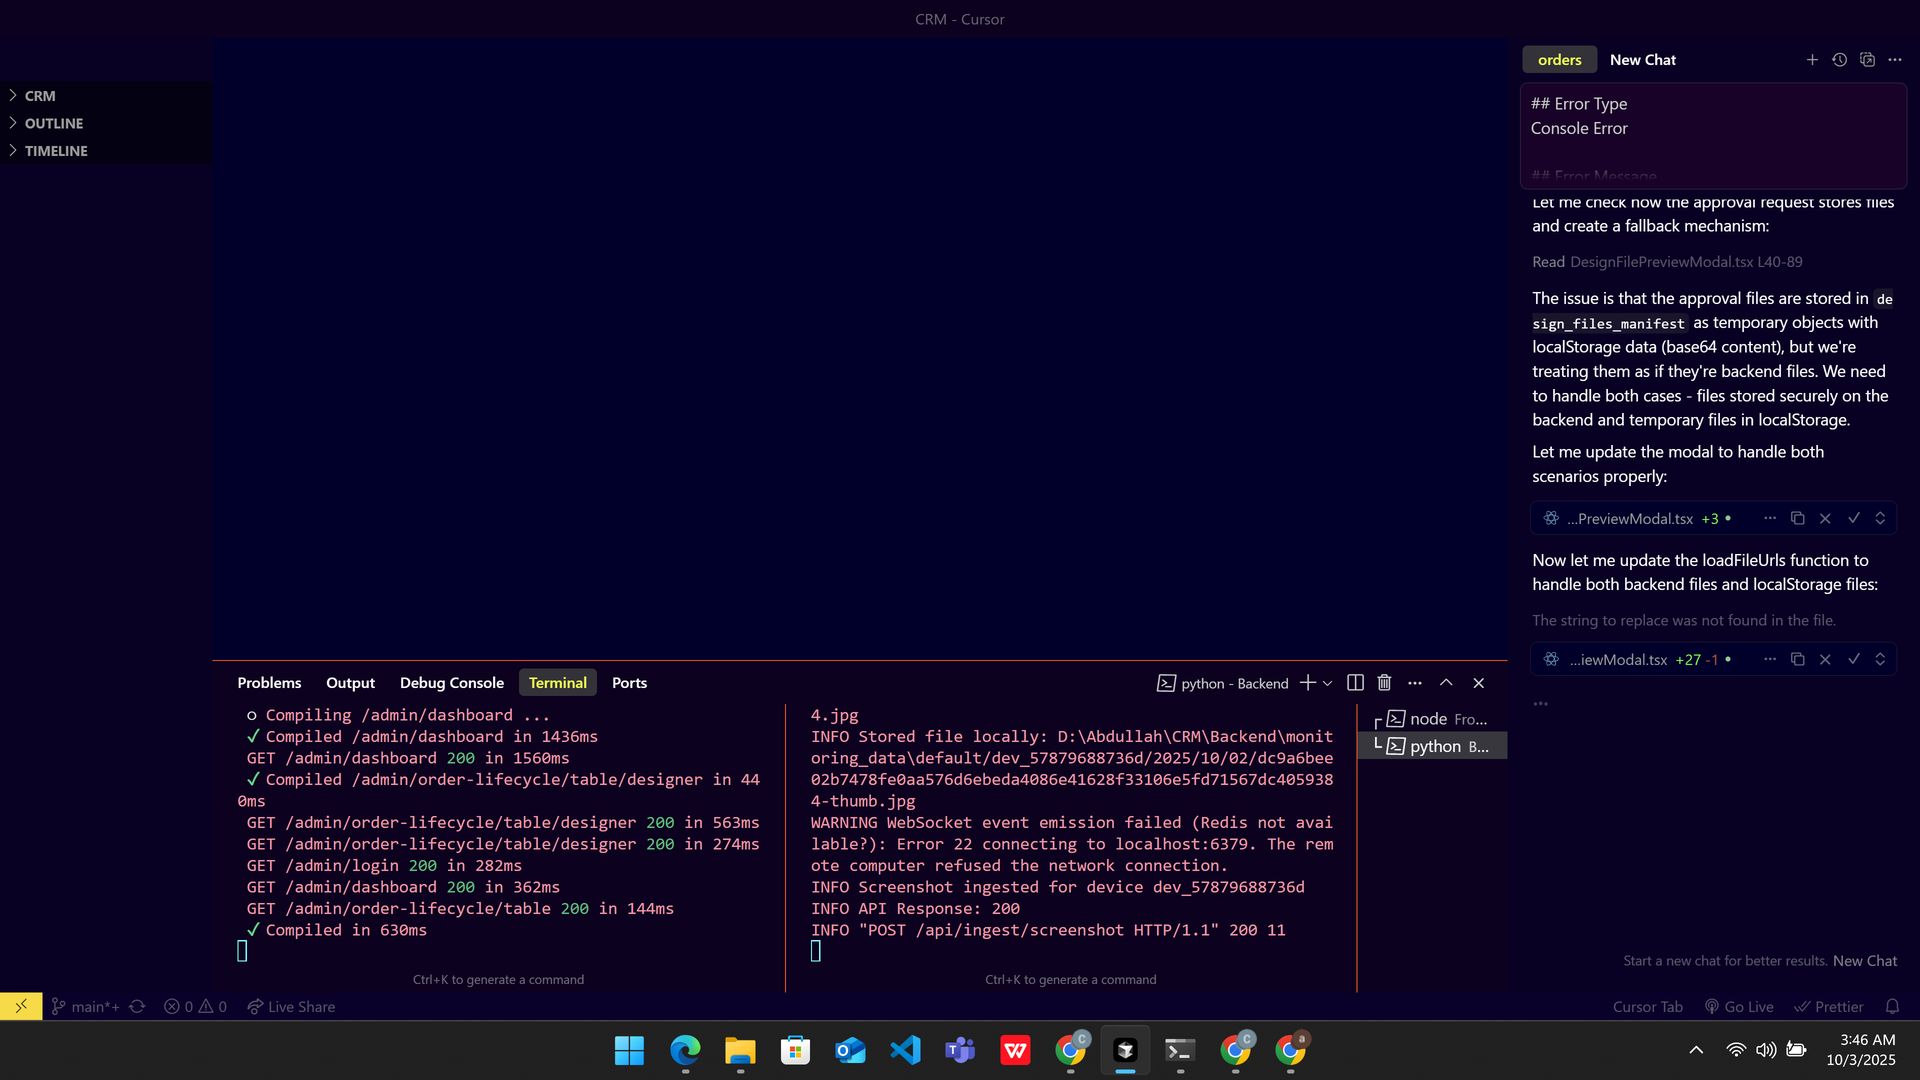 CRM - Cursor
CRM
OUTLINE
TIMELINE
orders New Chat
## Error Type
Console Error
## Error Message
Let me check how the approval request stores files
and create a fallback mechanism:
Read DesignFilePreviewModal.tsx L40-89
The issue is that the approval files are stored in de
sign_files_manifest as temporary objects with
localStorage data (base64 content), but we're
treating them as if they're backend files. We need
to handle both cases - files stored securely on the
backend and temporary files in localStorage.
Let me update the modal to handle both
scenarios properly:
...PreviewModal.tsx +3 •
Now let me update the loadFileUrls function to
handle both backend files and localStorage files:
The string to replace was not found in the file.
...iewModal.tsx +27 -1 •
Start a new chat for better results. New Chat
Problems Output Debug Console Terminal Ports
python - Backend
Compiling /admin/dashboard ...
✓ Compiled /admin/dashboard in 1436ms
GET /admin/dashboard 200 in 1560ms
✓ Compiled /admin/order-lifecycle/table/designer in 44
0ms
GET /admin/order-lifecycle/table/designer 200 in 563ms
GET /admin/order-lifecycle/table/designer 200 in 274ms
GET /admin/login 200 in 282ms
GET /admin/dashboard 200 in 362ms
GET /admin/order-lifecycle/table 200 in 144ms
✓ Compiled in 630ms
Ctrl+K to generate a command
4.jpg
INFO Stored file locally: D:\Abdullah\CRM\Backend\monit
oring_data\default/dev_57879688736d/2025/10/02/dc9a6bee
02b7478fe0aa576d6ebeda4086e41628f33106e5fd71567dc405938
4-thumb.jpg
WARNING WebSocket event emission failed (Redis not avai
lable?): Error 22 connecting to localhost:6379. The rem
ote computer refused the network connection.
INFO Screenshot ingested for device dev_57879688736d
INFO API Response: 200
INFO "POST /api/ingest/screenshot HTTP/1.1" 200 11
Ctrl+K to generate a command
node Fro...
python B...
main*+ 0 0 Live Share
Cursor Tab Go Live Prettier
3:46 AM
10/3/2025